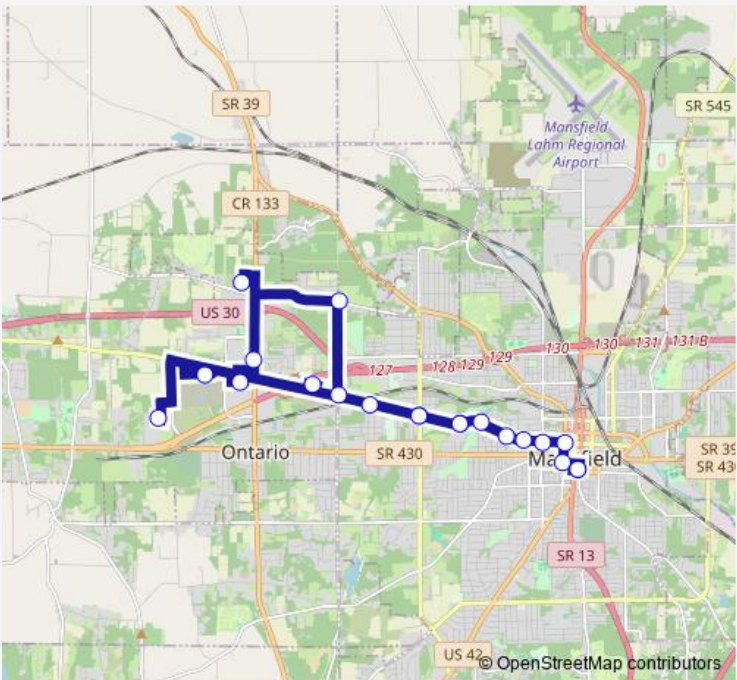 SR 39
SR 545
Mansfield
Lahm Regional
Airport
CR 133
US 30
127
128 129
129
130
130
131
131 B
Ontario
SR 430
Mansfield
SR 39
SR 430
SR 13
US 42
© OpenStreetMap contributors